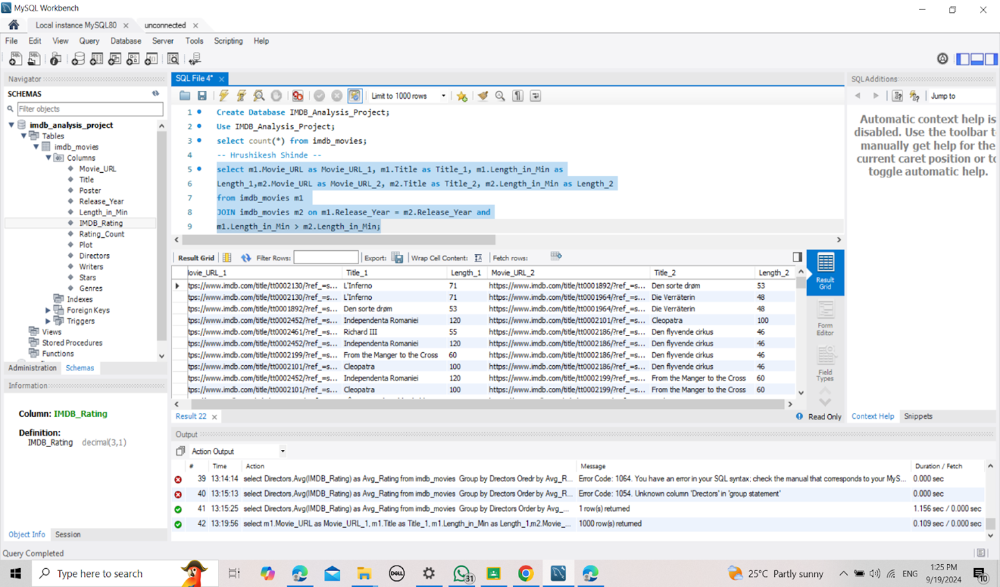 MySQL Workbench
Local instance MySQL80
unconnected
File Edit View Query Database Server Tools Scripting Help
Navigator
SCHEMAS
Filter objects
imdb_analysis_project
Tables
imdb_movies
Columns
Movie_URL
Title
Poster
Release_Year
Length_in_Min
IMDB_Rating
Rating_Count
Plot
Directors
Writers
Stars
Genres
Indexes
Foreign Keys
Triggers
Views
Stored Procedures
Functions
Administration Schemas
Information
Column: IMDB_Rating
Definition:
IMDB_Rating decimal(3,1)
Object Info Session
SQL File 4*
Limit to 1000 rows
1 Create Database IMDB_Analysis_Project;
2 Use IMDB_Analysis_Project;
3 select count(*) from imdb_movies;
4 -- Hrushikesh Shinde --
5 select m1.Movie_URL as Movie_URL_1, m1.Title as Title_1, m1.Length_in_Min as
6 Length_1,m2.Movie_URL as Movie_URL_2, m2.Title as Title_2, m2.Length_in_Min as Length_2
7 from imdb_movies m1
8 JOIN imdb_movies m2 on m1.Release_Year = m2.Release_Year and
9 m1.Length_in_Min > m2.Length_in_Min;
Result Grid Filter Rows: Export: Wrap Cell Content: Fetch rows:
ovie_URL_1 Title_1 Length_1 Movie_URL_2 Title_2 Length_2
tps://www.imdb.com/title/tt0002130/?ref_=s... L'Inferno 71 https://www.imdb.com/title/tt0001892/?ref_=s... Den sorte drøm 53
tps://www.imdb.com/title/tt0002130/?ref_=s... L'Inferno 71 https://www.imdb.com/title/tt0001964/?ref_=s... Die Verräterin 48
tps://www.imdb.com/title/tt0001892/?ref_=s... Den sorte drøm 53 https://www.imdb.com/title/tt0001964/?ref_=s... Die Verräterin 48
tps://www.imdb.com/title/tt0002452/?ref_=s... Independenta Romaniei 120 https://www.imdb.com/title/tt0002101/?ref_=s... Cleopatra 100
tps://www.imdb.com/title/tt0002461/?ref_=s... Richard III 55 https://www.imdb.com/title/tt0002186/?ref_=s... Den flyvende cirkus 46
tps://www.imdb.com/title/tt0002452/?ref_=s... Independenta Romaniei 120 https://www.imdb.com/title/tt0002186/?ref_=s... Den flyvende cirkus 46
tps://www.imdb.com/title/tt0002199/?ref_=s... From the Manger to the Cross 60 https://www.imdb.com/title/tt0002186/?ref_=s... Den flyvende cirkus 46
tps://www.imdb.com/title/tt0002101/?ref_=s... Cleopatra 100 https://www.imdb.com/title/tt0002186/?ref_=s... Den flyvende cirkus 46
tps://www.imdb.com/title/tt0002452/?ref_=s... Independenta Romaniei 120 https://www.imdb.com/title/tt0002199/?ref_=s... From the Manger to the Cross 60
tps://www.imdb.com/title/tt0002101/?ref_=s... Cleopatra 100 https://www.imdb.com/title/tt0002199/?ref_=s... From the Manger to the Cross 60
Result
Grid
Form
Editor
Field
Types
Result 22
Read Only
SQLAdditions
Jump to
Automatic context help is
disabled. Use the toolbar t
manually get help for the
current caret position or to
toggle automatic help.
Context Help Snippets
Output
Action Output
# Time Action Message Duration / Fetch
39 13:14:14 select Directors,Avg(IMDB_Rating) as Avg_Rating from imdb_movies Group by Drectors Oredr by Avg_R... Error Code: 1064. You have an error in your SQL syntax; check the manual that corresponds to your MyS... 0.000 sec
40 13:15:13 select Directors,Avg(IMDB_Rating) as Avg_Rating from imdb_movies Group by Drectors Order by Avg_R... Error Code: 1054. Unknown column 'Drectors' in 'group statement' 0.000 sec
41 13:15:25 select Directors,Avg(IMDB_Rating) as Avg_Rating from imdb_movies Group by Directors Order by Avg_... 1 row(s) returned 1.156 sec / 0.000 sec
42 13:19:56 select m1.Movie_URL as Movie_URL_1, m1.Title as Title_1, m1.Length_in_Min as Length_1,m2.Movie_... 1000 row(s) returned 0.109 sec / 0.000 sec
Query Completed
Type here to search
DELL
31
25°C Partly sunny
ENG
1:25 PM
9/19/2024
10